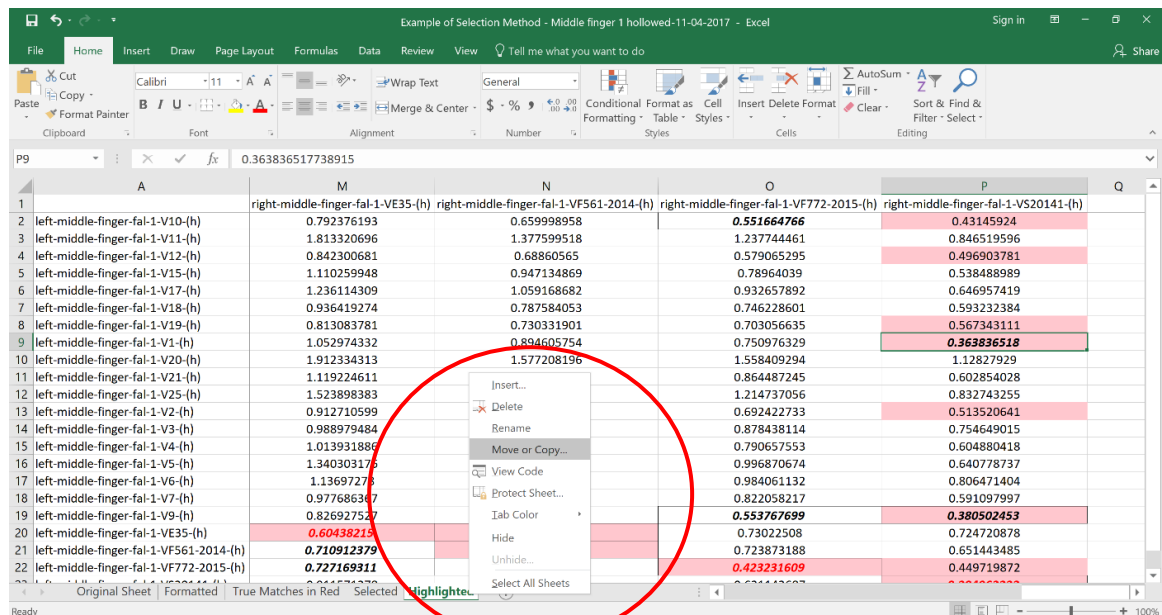 Example of Selection Method - Middle finger 1 hollowed-11-04-2017 - Excel Sign in
File Home Insert Draw Page Layout Formulas Data Review View Tell me what you want to do Share
Cut
Copy
Format Painter
Paste
Calibri 11 A A
B I U A
Wrap Text
Merge & Center
General
$ % , .00 .00
Conditional Formatting
Format as Table
Cell Styles
Insert Delete Format
AutoSum
Fill
Clear
Sort & Filter
Find & Select
Clipboard Font Alignment Number Styles Cells Editing
P9 fx 0.363836517738915
A M N O P Q
1 right-middle-finger-fal-1-VE35-(h) right-middle-finger-fal-1-VF561-2014-(h) right-middle-finger-fal-1-VF772-2015-(h) right-middle-finger-fal-1-VS20141-(h)
2 left-middle-finger-fal-1-V10-(h) 0.792376193 0.659998958 0.551664766 0.43145924
3 left-middle-finger-fal-1-V11-(h) 1.813320696 1.377599518 1.237744461 0.846519596
4 left-middle-finger-fal-1-V12-(h) 0.842300681 0.68860565 0.579065295 0.496903781
5 left-middle-finger-fal-1-V15-(h) 1.110259948 0.947134869 0.78964039 0.538488989
6 left-middle-finger-fal-1-V17-(h) 1.236114309 1.059168682 0.932657892 0.646957419
7 left-middle-finger-fal-1-V18-(h) 0.936419274 0.787584053 0.746228601 0.593232384
8 left-middle-finger-fal-1-V19-(h) 0.813083781 0.730331901 0.703056635 0.567343111
9 left-middle-finger-fal-1-V1-(h) 1.052974332 0.894605754 0.750976329 0.363836518
10 left-middle-finger-fal-1-V20-(h) 1.912334313 1.577208196 1.558409294 1.12827929
11 left-middle-finger-fal-1-V21-(h) 1.119224611 0.864487245 0.602854028
12 left-middle-finger-fal-1-V25-(h) 1.523898383 1.214737056 0.832743255
13 left-middle-finger-fal-1-V2-(h) 0.912710599 0.692422733 0.513520641
14 left-middle-finger-fal-1-V3-(h) 0.988979484 0.878438114 0.754649015
15 left-middle-finger-fal-1-V4-(h) 1.013931886 0.790657553 0.604880418
16 left-middle-finger-fal-1-V5-(h) 1.340303176 0.996870674 0.640778737
17 left-middle-finger-fal-1-V6-(h) 1.13697278 0.984061132 0.806471404
18 left-middle-finger-fal-1-V7-(h) 0.977686367 0.822058217 0.591097997
19 left-middle-finger-fal-1-V9-(h) 0.826927527 0.553767699 0.380502453
20 left-middle-finger-fal-1-VE35-(h) 0.60438215 0.73022508 0.724720878
21 left-middle-finger-fal-1-VF561-2014-(h) 0.710912379 0.723873188 0.651443485
22 left-middle-finger-fal-1-VF772-2015-(h) 0.727169311 0.423231609 0.449719872
Insert...
Delete
Rename
Move or Copy...
View Code
Protect Sheet...
Tab Color
Hide
Unhide...
Select All Sheets
Original Sheet Formatted True Matches in Red Selected Highlighted
Ready 100%